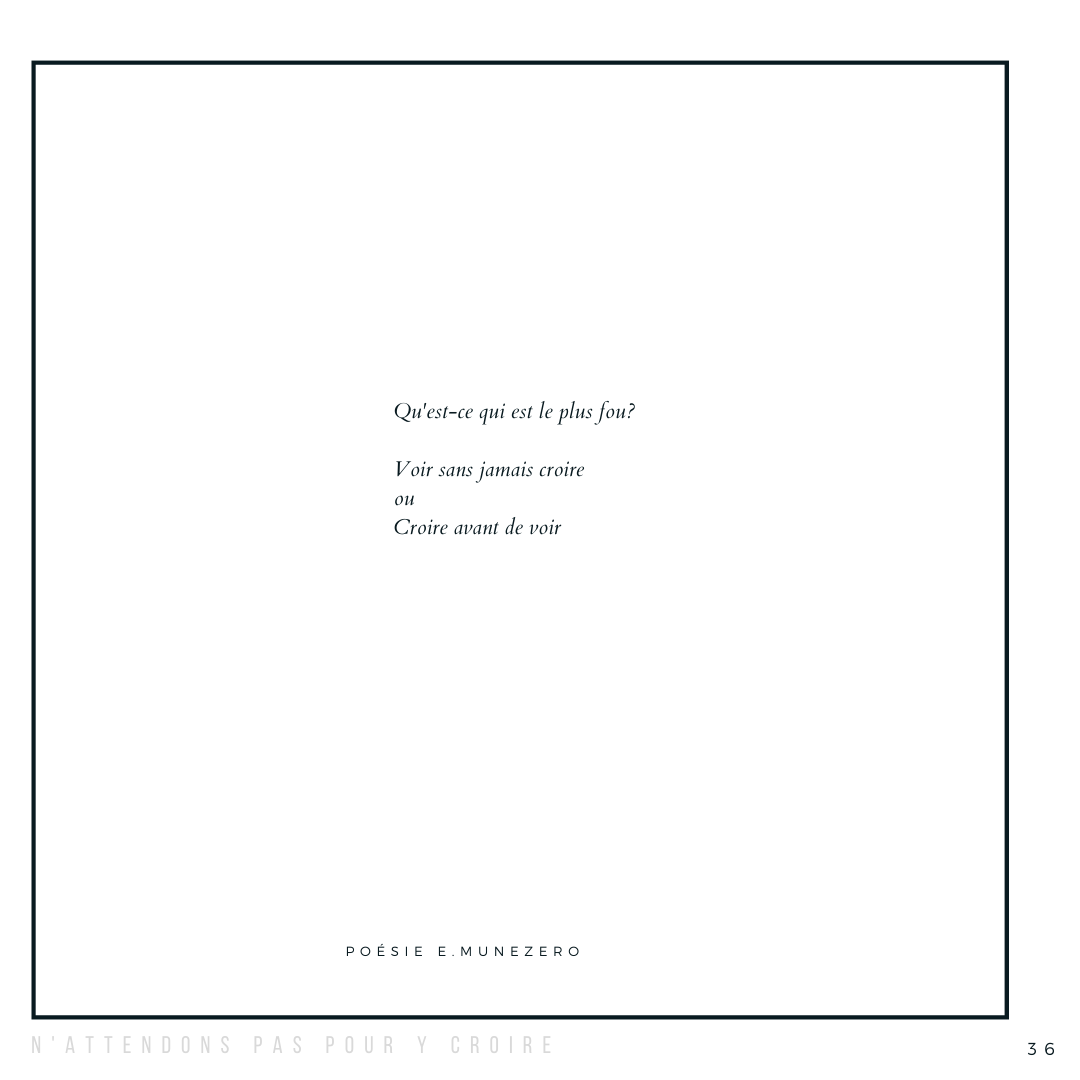 Qu'est-ce qui est le plus fou?
Voir sans jamais croire
ou
Croire avant de voir
POÉSIE E.MUNEZERO
N'ATTENDONS PAS POUR Y CROIRE
36